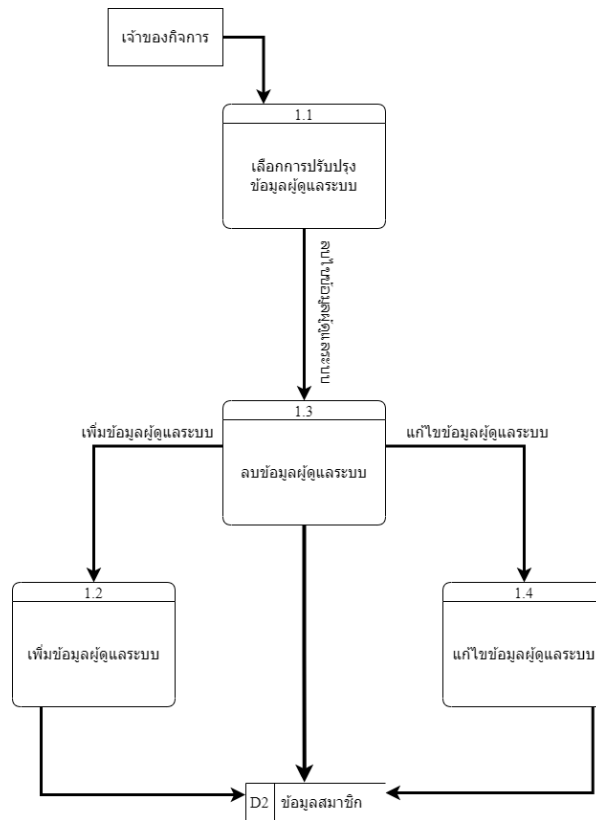 เจ้าของกิจการ
1.1
เลือกการปรับปรุง
ข้อมูลผู้ดูแลระบบ
ลบไขข้อมูลผู้ดูแลระบบ
1.3
เพิ่มข้อมูลผู้ดูแลระบบ
แก้ไขข้อมูลผู้ดูแลระบบ
ลบข้อมูลผู้ดูแลระบบ
1.2
1.4
เพิ่มข้อมูลผู้ดูแลระบบ
แก้ไขข้อมูลผู้ดูแลระบบ
D2 ข้อมูลสมาชิก